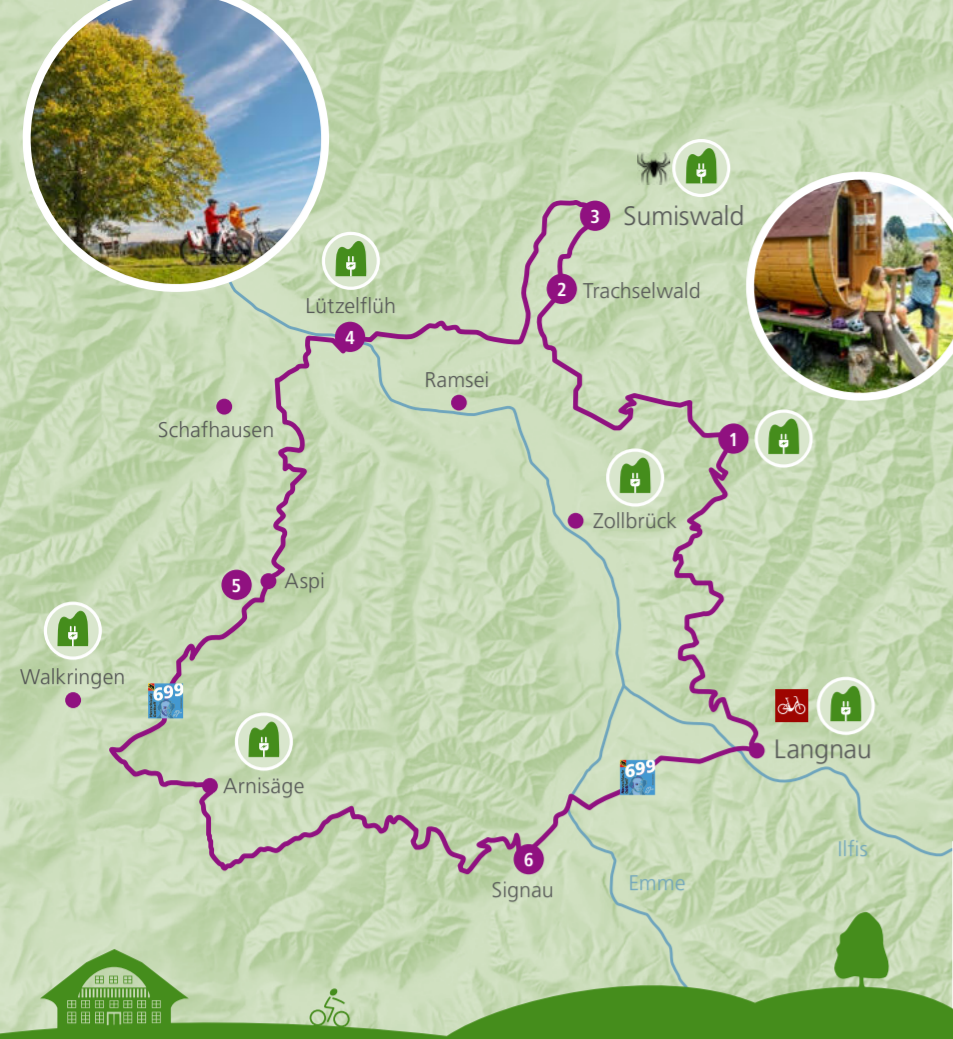 3 Sumiswald
2 Trachselwald
Lützelflüh
4
Ramsei
Schafhausen
1
Zollbrück
5 Aspi
Walkringen
699
Arnisäge
Langnau
699
6
Signau
Ilfis
Emme